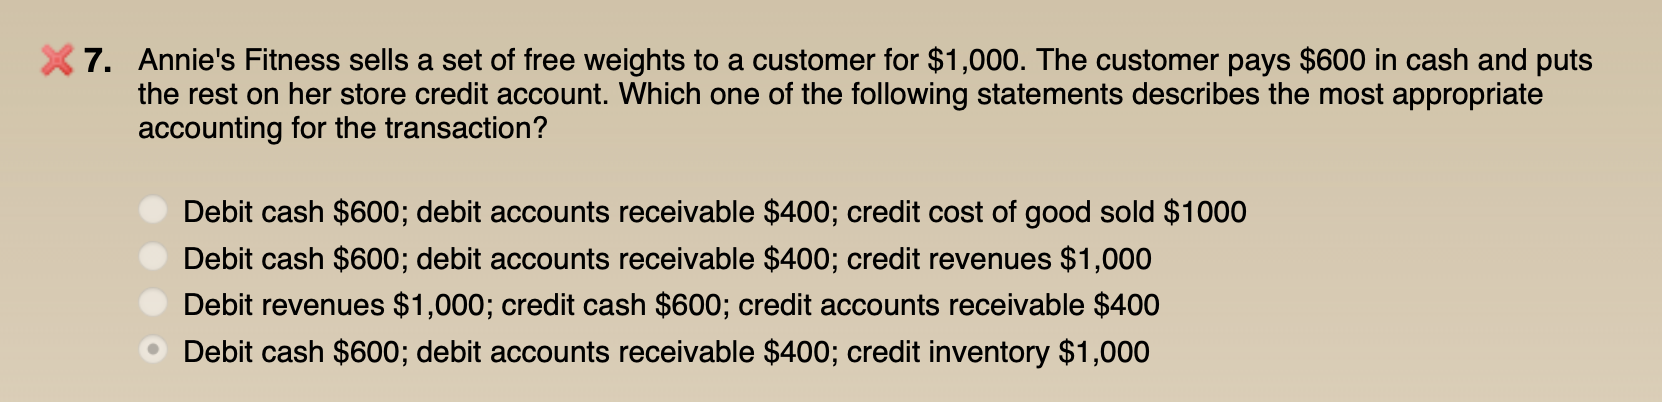 7. Annie's Fitness sells a set of free weights to a customer for $1,000. The customer pays $600 in cash and puts
the rest on her store credit account. Which one of the following statements describes the most appropriate
accounting for the transaction?
Debit cash $600; debit accounts receivable $400; credit cost of good sold $1000
Debit cash $600; debit accounts receivable $400; credit revenues $1,000
Debit revenues $1,000; credit cash $600; credit accounts receivable $400
Debit cash $600; debit accounts receivable $400; credit inventory $1,000